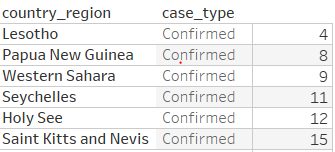 country_region case_type
Lesotho Confirmed 4
Papua New Guinea Confirmed 8
Western Sahara Confirmed 9
Seychelles Confirmed 11
Holy See Confirmed 12
Saint Kitts and Nevis Confirmed 15